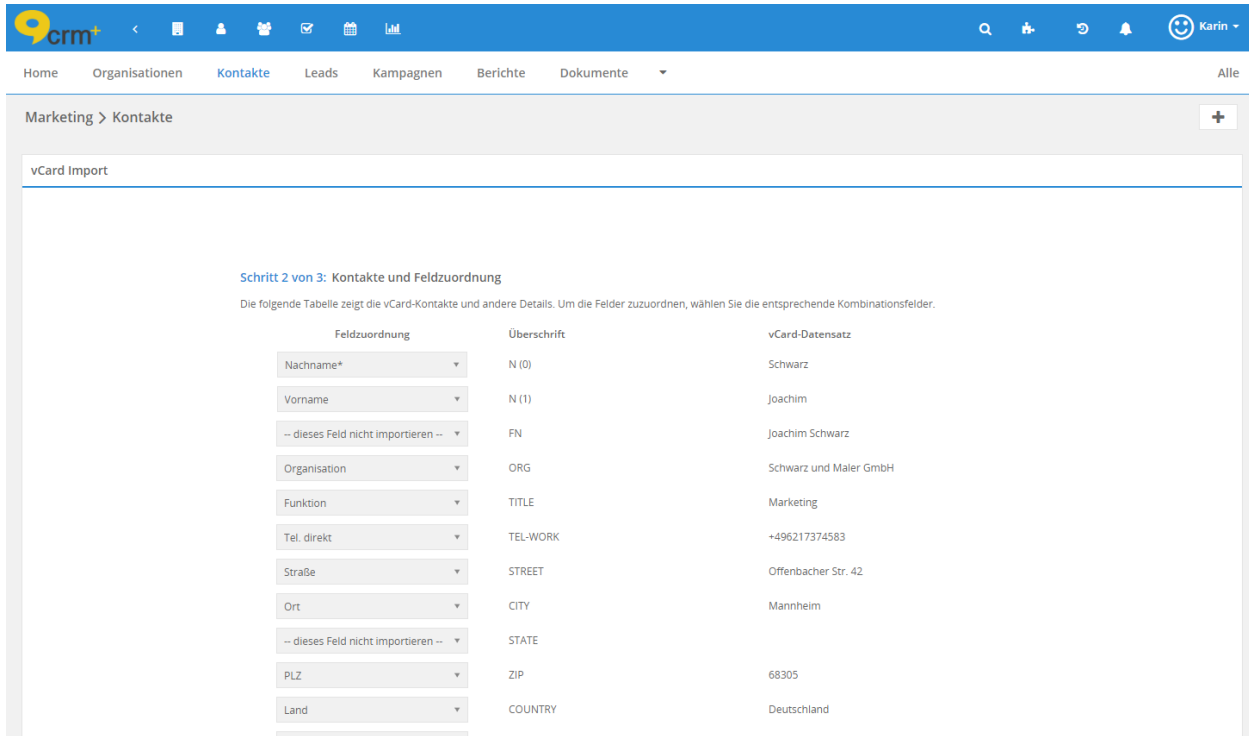 crm+ Karin
Home Organisationen Kontakte Leads Kampagnen Berichte Dokumente Alle
Marketing > Kontakte
vCard Import
Schritt 2 von 3: Kontakte und Feldzuordnung
Die folgende Tabelle zeigt die vCard-Kontakte und andere Details. Um die Felder zuzuordnen, wählen Sie die entsprechende Kombinationsfelder.
Feldzuordnung Überschrift vCard-Datensatz
Nachname* N (0) Schwarz
Vorname N (1) Joachim
-- dieses Feld nicht importieren -- FN Joachim Schwarz
Organisation ORG Schwarz und Maler GmbH
Funktion TITLE Marketing
Tel. direkt TEL-WORK +496217374583
Straße STREET Offenbacher Str. 42
Ort CITY Mannheim
-- dieses Feld nicht importieren -- STATE
PLZ ZIP 68305
Land COUNTRY Deutschland